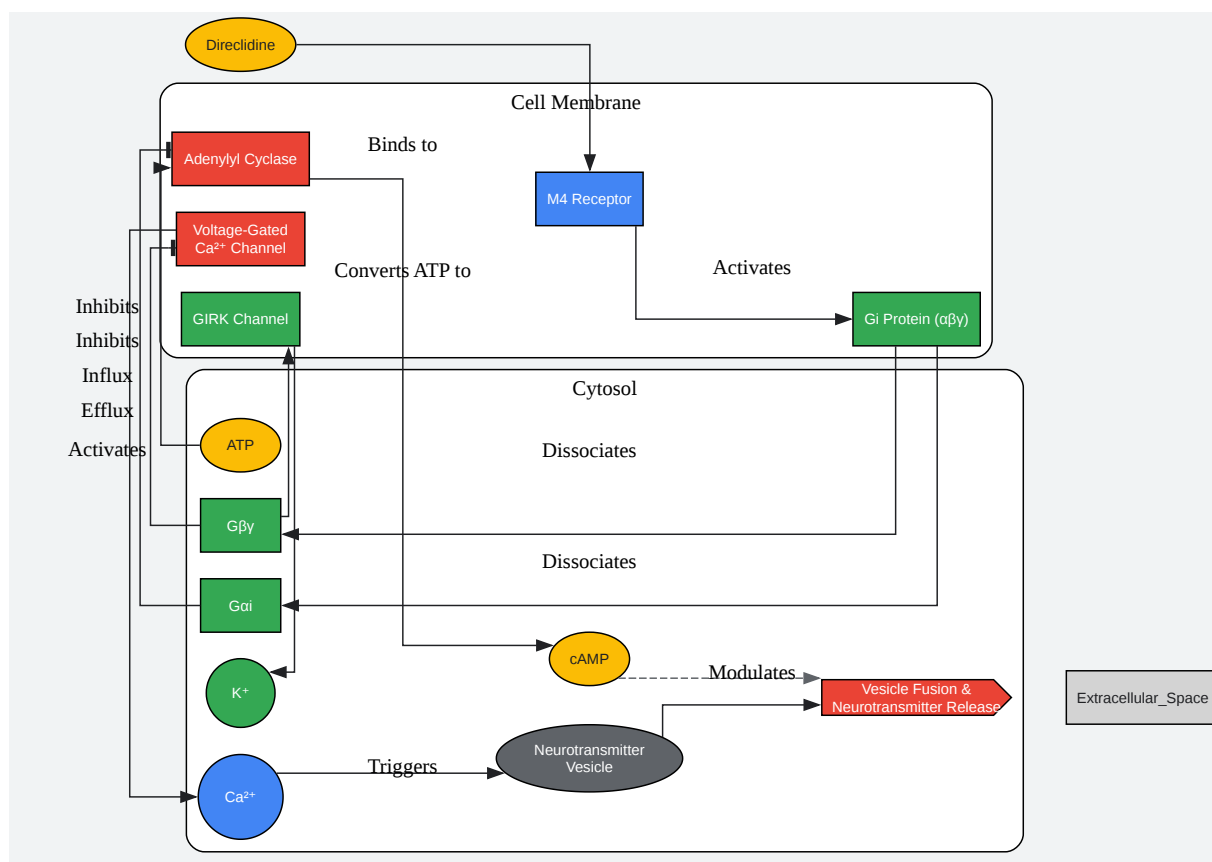 Direclidine
Cell Membrane
Binds to
Adenylyl Cyclase
M4 Receptor
Voltage-Gated
Ca²⁺ Channel
Converts ATP to
Activates
Inhibits
GIRK Channel
Gi Protein (αβγ)
Inhibits
Influx
Cytosol
Efflux
Activates
ATP
Dissociates
Gβγ
Dissociates
Gαi
cAMP
Modulates
K⁺
Vesicle Fusion &
Neurotransmitter Release
Extracellular_Space
Neurotransmitter
Vesicle
Triggers
Ca²⁺